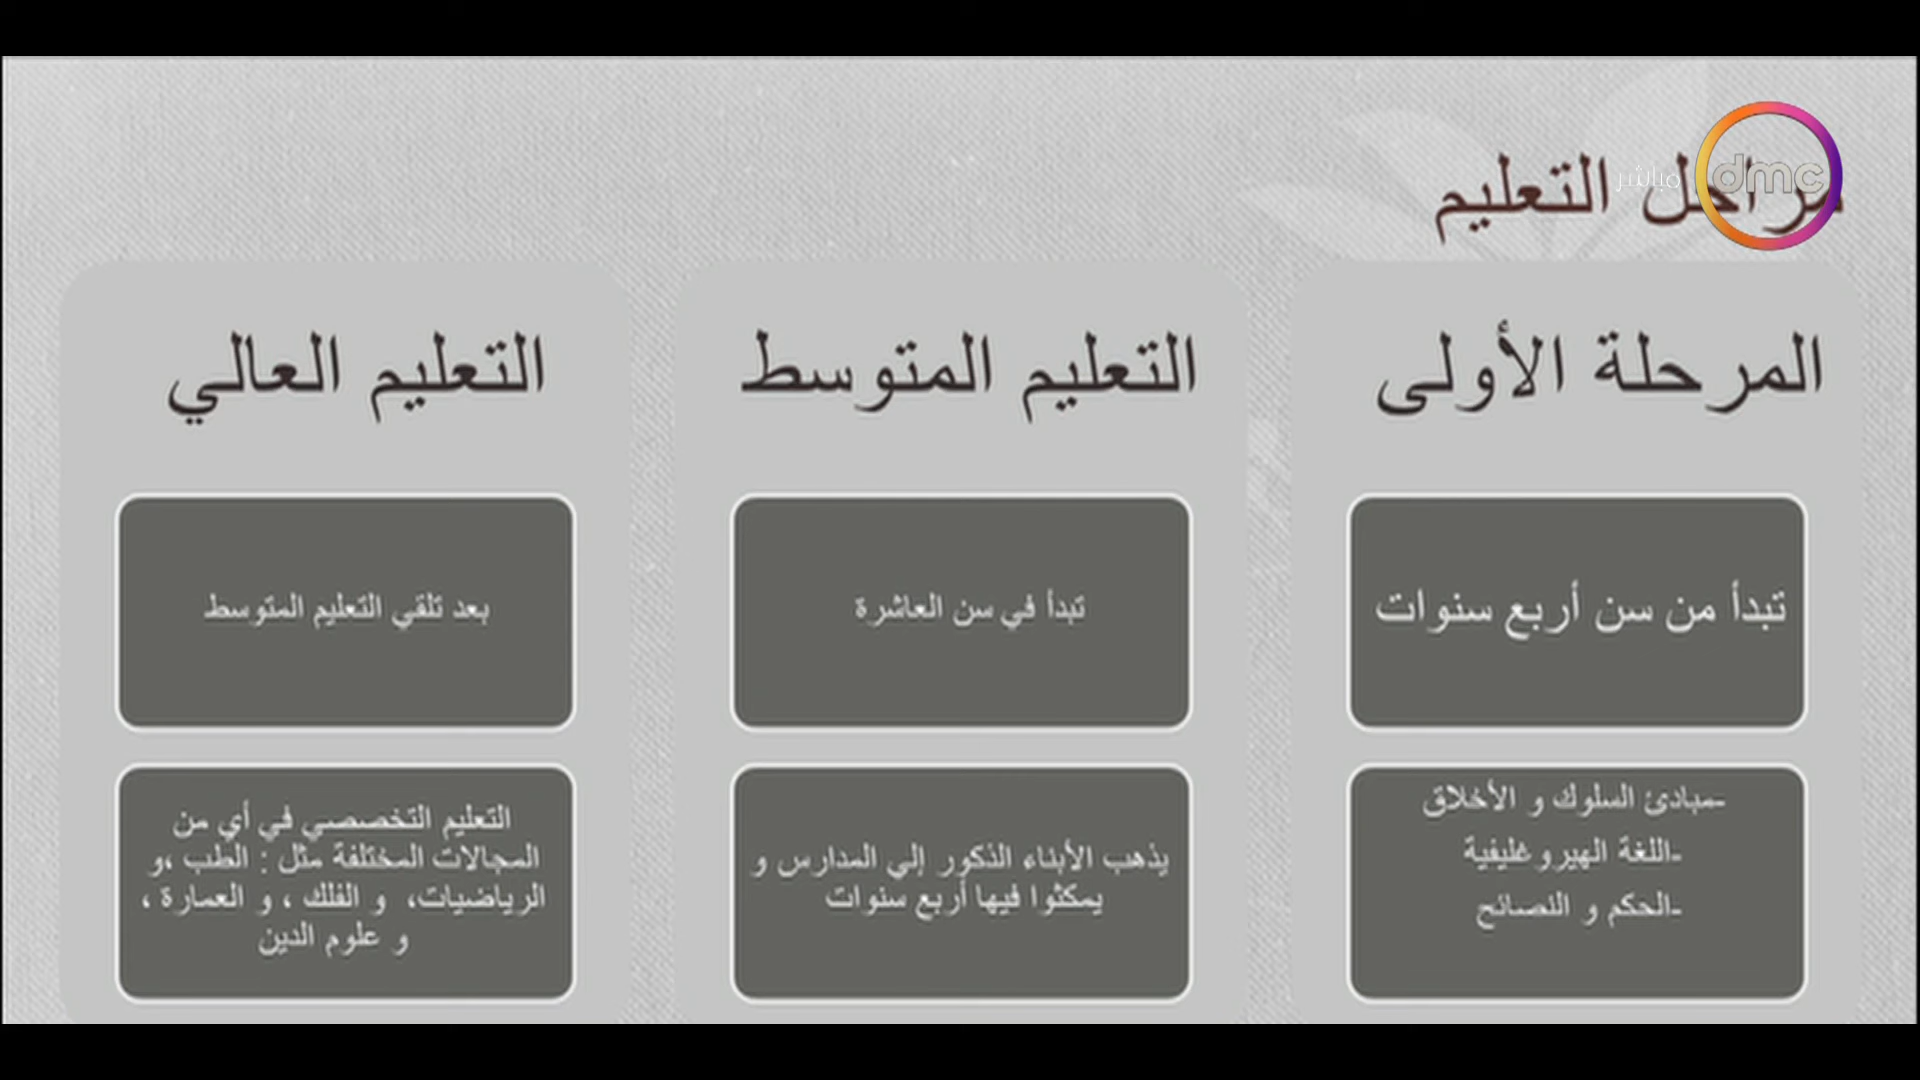 مراحل التعليم
dmc
مباشر
المرحلة الأولى
تبدأ من سن أربع سنوات
-مبادئ السلوك و الأخلاق
-اللغة الهيروغليفية
-الحكم و النصائح
التعليم المتوسط
تبدأ في سن العاشرة
يذهب الأبناء الذكور إلي المدارس و
يمكثوا فيها أربع سنوات
التعليم العالي
بعد تلقي التعليم المتوسط
التعليم التخصصي في أي من
المجالات المختلفة مثل : الطب ،و
الرياضيات، و الفلك ، و العمارة ،
و علوم الدين